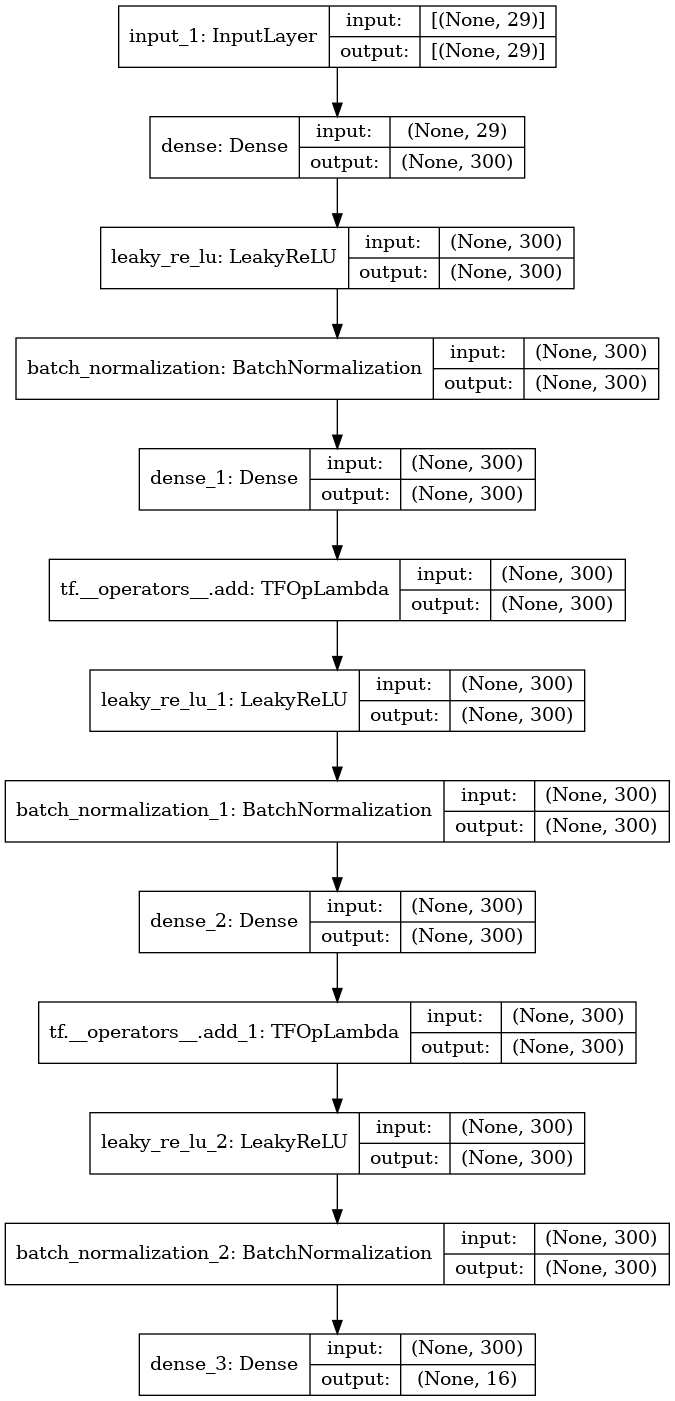 input_1: InputLayer
input: [(None, 29)]
output: [(None, 29)]
dense: Dense
input: (None, 29)
output: (None, 300)
leaky_re_lu: LeakyReLU
input: (None, 300)
output: (None, 300)
batch_normalization: BatchNormalization
input: (None, 300)
output: (None, 300)
dense_1: Dense
input: (None, 300)
output: (None, 300)
tf.__operators__.add: TFOpLambda
input: (None, 300)
output: (None, 300)
leaky_re_lu_1: LeakyReLU
input: (None, 300)
output: (None, 300)
batch_normalization_1: BatchNormalization
input: (None, 300)
output: (None, 300)
dense_2: Dense
input: (None, 300)
output: (None, 300)
tf.__operators__.add_1: TFOpLambda
input: (None, 300)
output: (None, 300)
leaky_re_lu_2: LeakyReLU
input: (None, 300)
output: (None, 300)
batch_normalization_2: BatchNormalization
input: (None, 300)
output: (None, 300)
dense_3: Dense
input: (None, 300)
output: (None, 16)